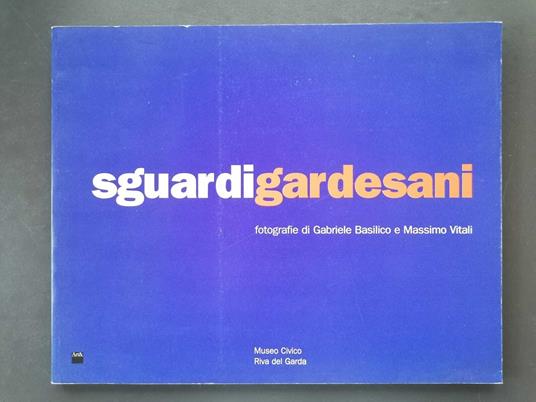 sguardigardesani
fotografie di Gabriele Basilico e Massimo Vitali
Museo Civico
Riva del Garda